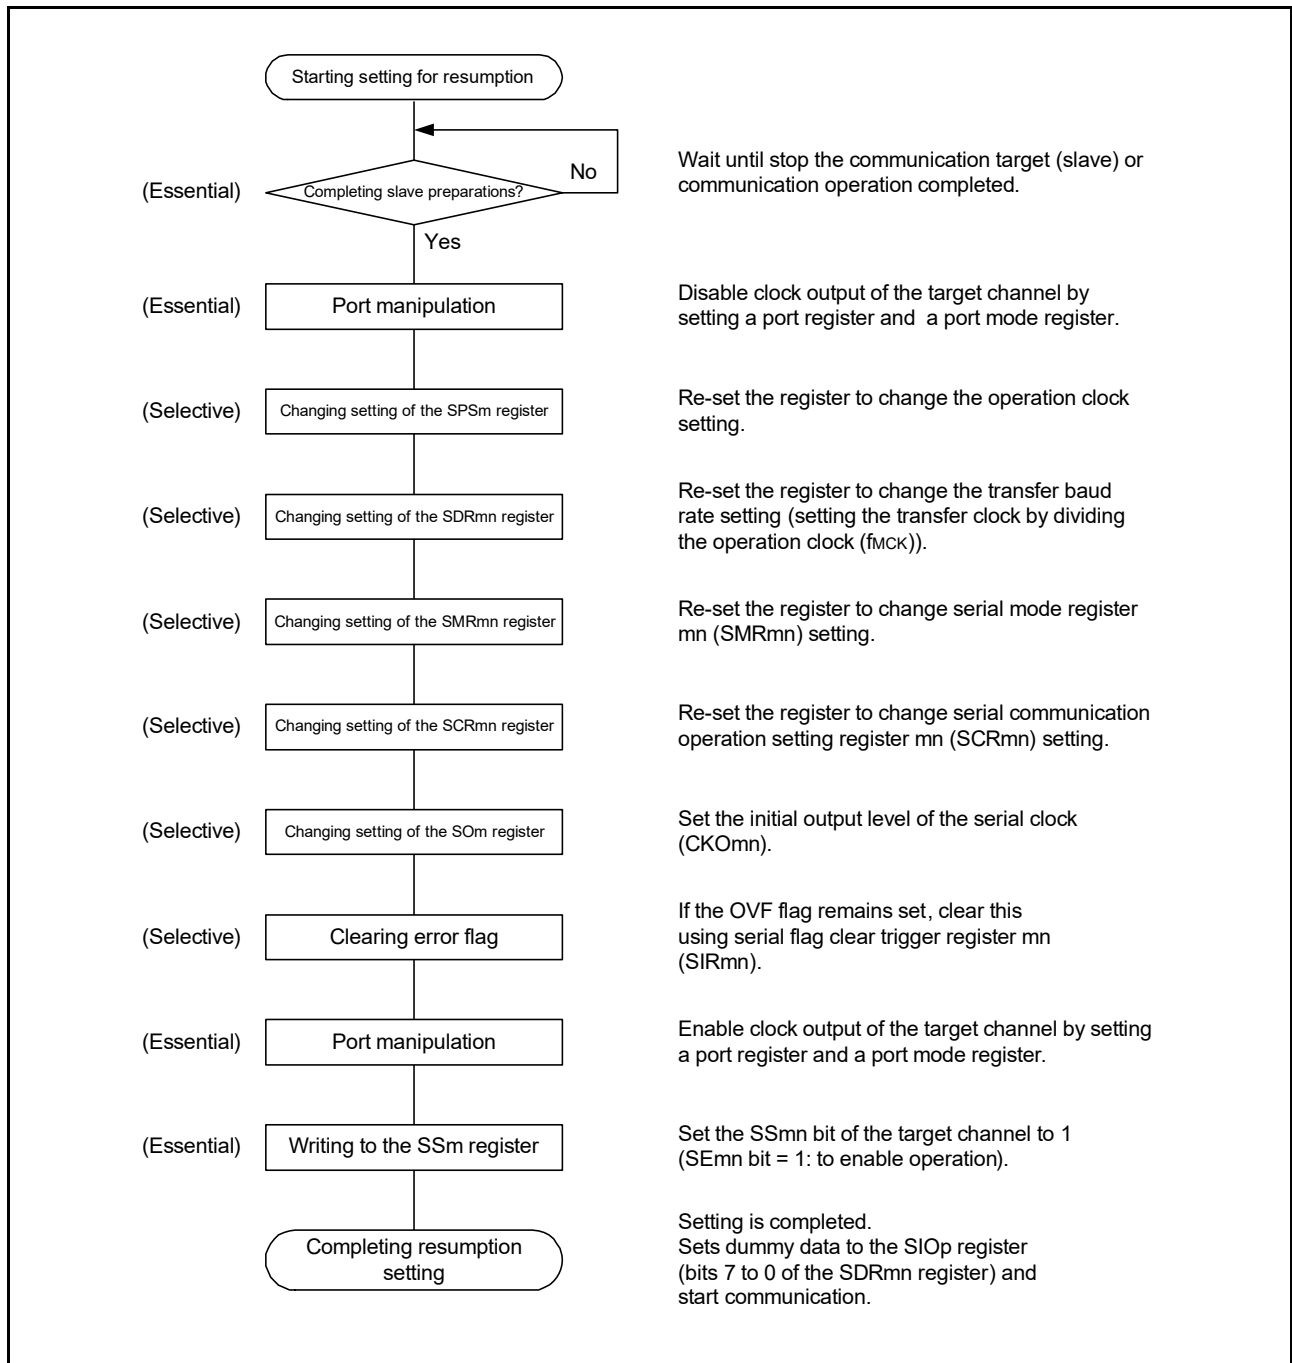 Starting setting for resumption
(Essential)
Completing slave preparations?
No
Yes
Wait until stop the communication target (slave) or
communication operation completed.
(Essential)
Port manipulation
Disable clock output of the target channel by
setting a port register and  a port mode register.
(Selective)
Changing setting of the SPSm register
Re-set the register to change the operation clock
setting.
(Selective)
Changing setting of the SDRmn register
Re-set the register to change the transfer baud
rate setting (setting the transfer clock by dividing
the operation clock (fMCK)).
(Selective)
Changing setting of the SMRmn register
Re-set the register to change serial mode register
mn (SMRmn) setting.
(Selective)
Changing setting of the SCRmn register
Re-set the register to change serial communication
operation setting register mn (SCRmn) setting.
(Selective)
Changing setting of the SOm register
Set the initial output level of the serial clock
(CKOmn).
(Selective)
Clearing error flag
If the OVF flag remains set, clear this
using serial flag clear trigger register mn
(SIRmn).
(Essential)
Port manipulation
Enable clock output of the target channel by setting
a port register and a port mode register.
(Essential)
Writing to the SSm register
Set the SSmn bit of the target channel to 1
(SEmn bit = 1: to enable operation).
Completing resumption
setting
Setting is completed.
Sets dummy data to the SIOp register
(bits 7 to 0 of the SDRmn register) and
start communication.